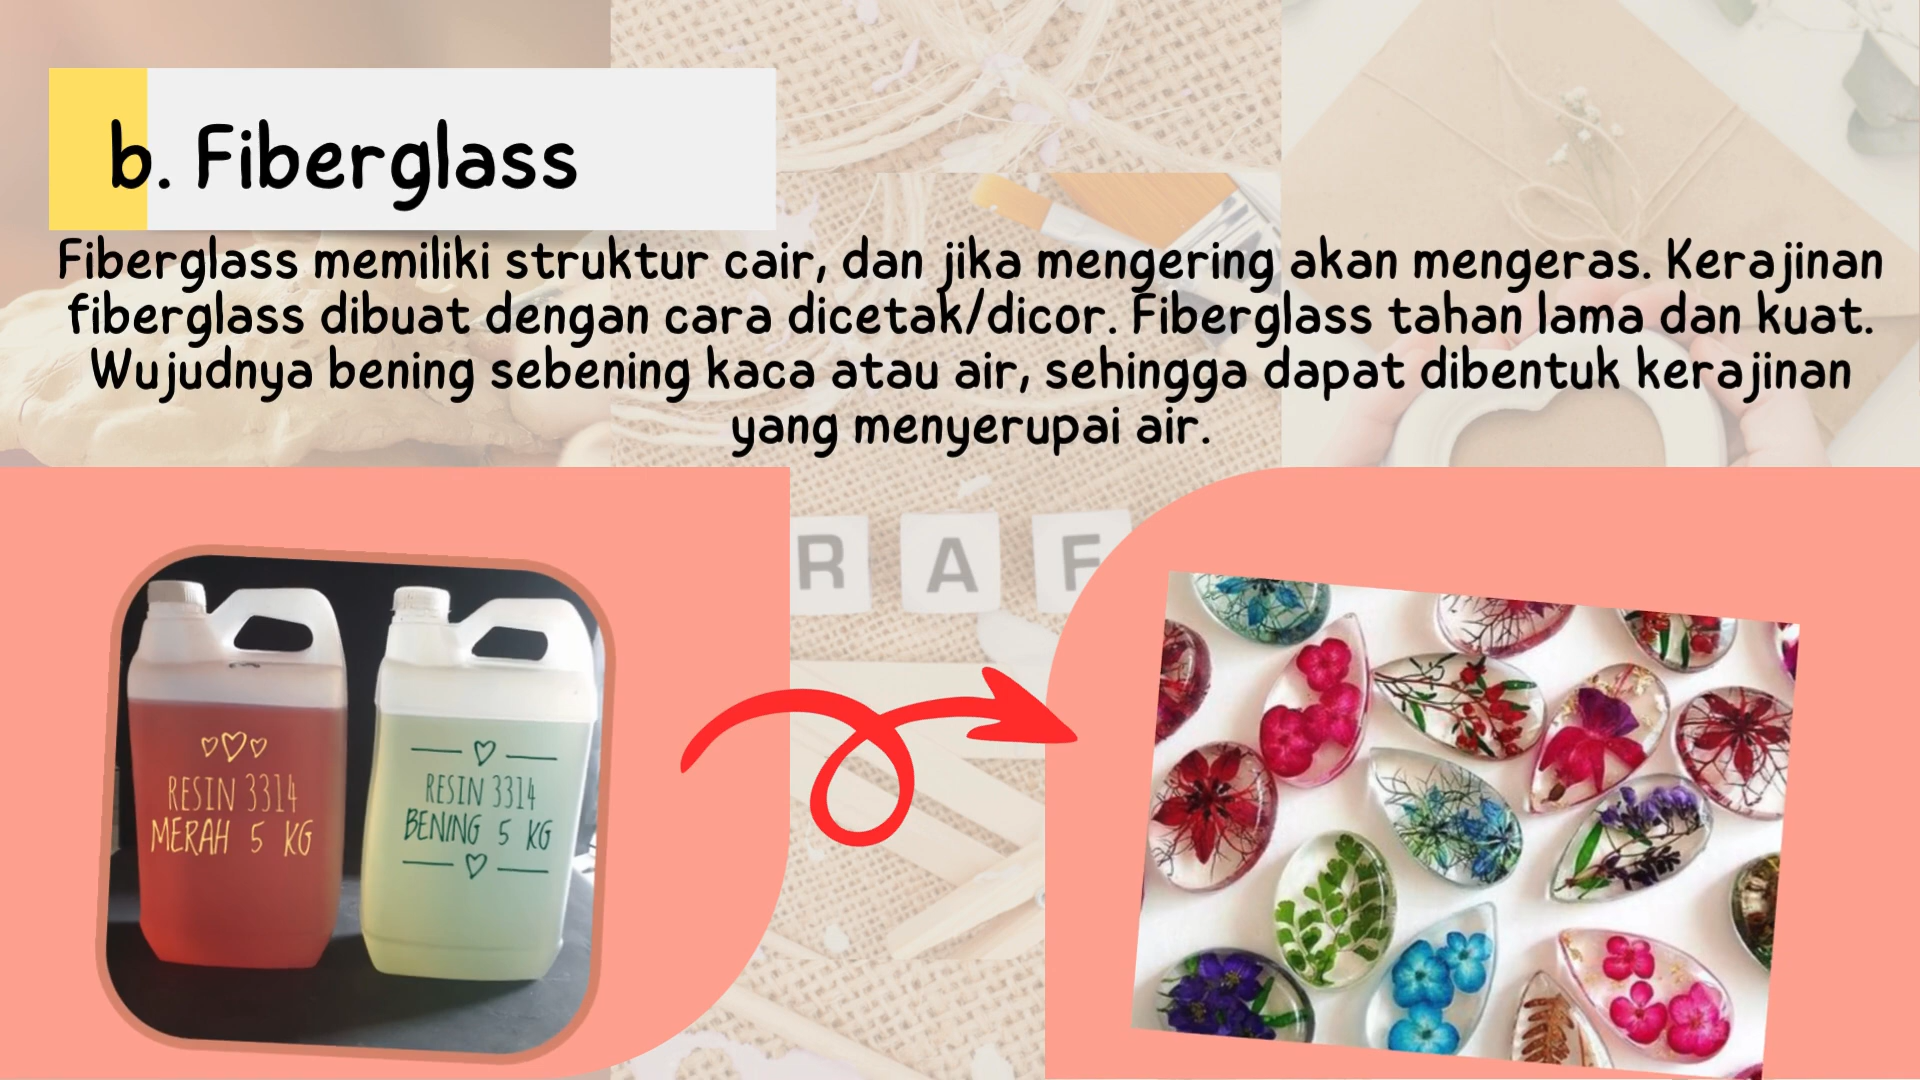 b. Fiberglass
Fiberglass memiliki struktur cair, dan jika mengering akan mengeras. Kerajinan
fiberglass dibuat dengan cara dicetak/dicor. Fiberglass tahan lama dan kuat.
Wujudnya bening sebening kaca atau air, sehingga dapat dibentuk kerajinan
yang menyerupai air.
R A F
RESIN 3314
MERAH 5 KG
RESIN 3314
BENING 5 KG